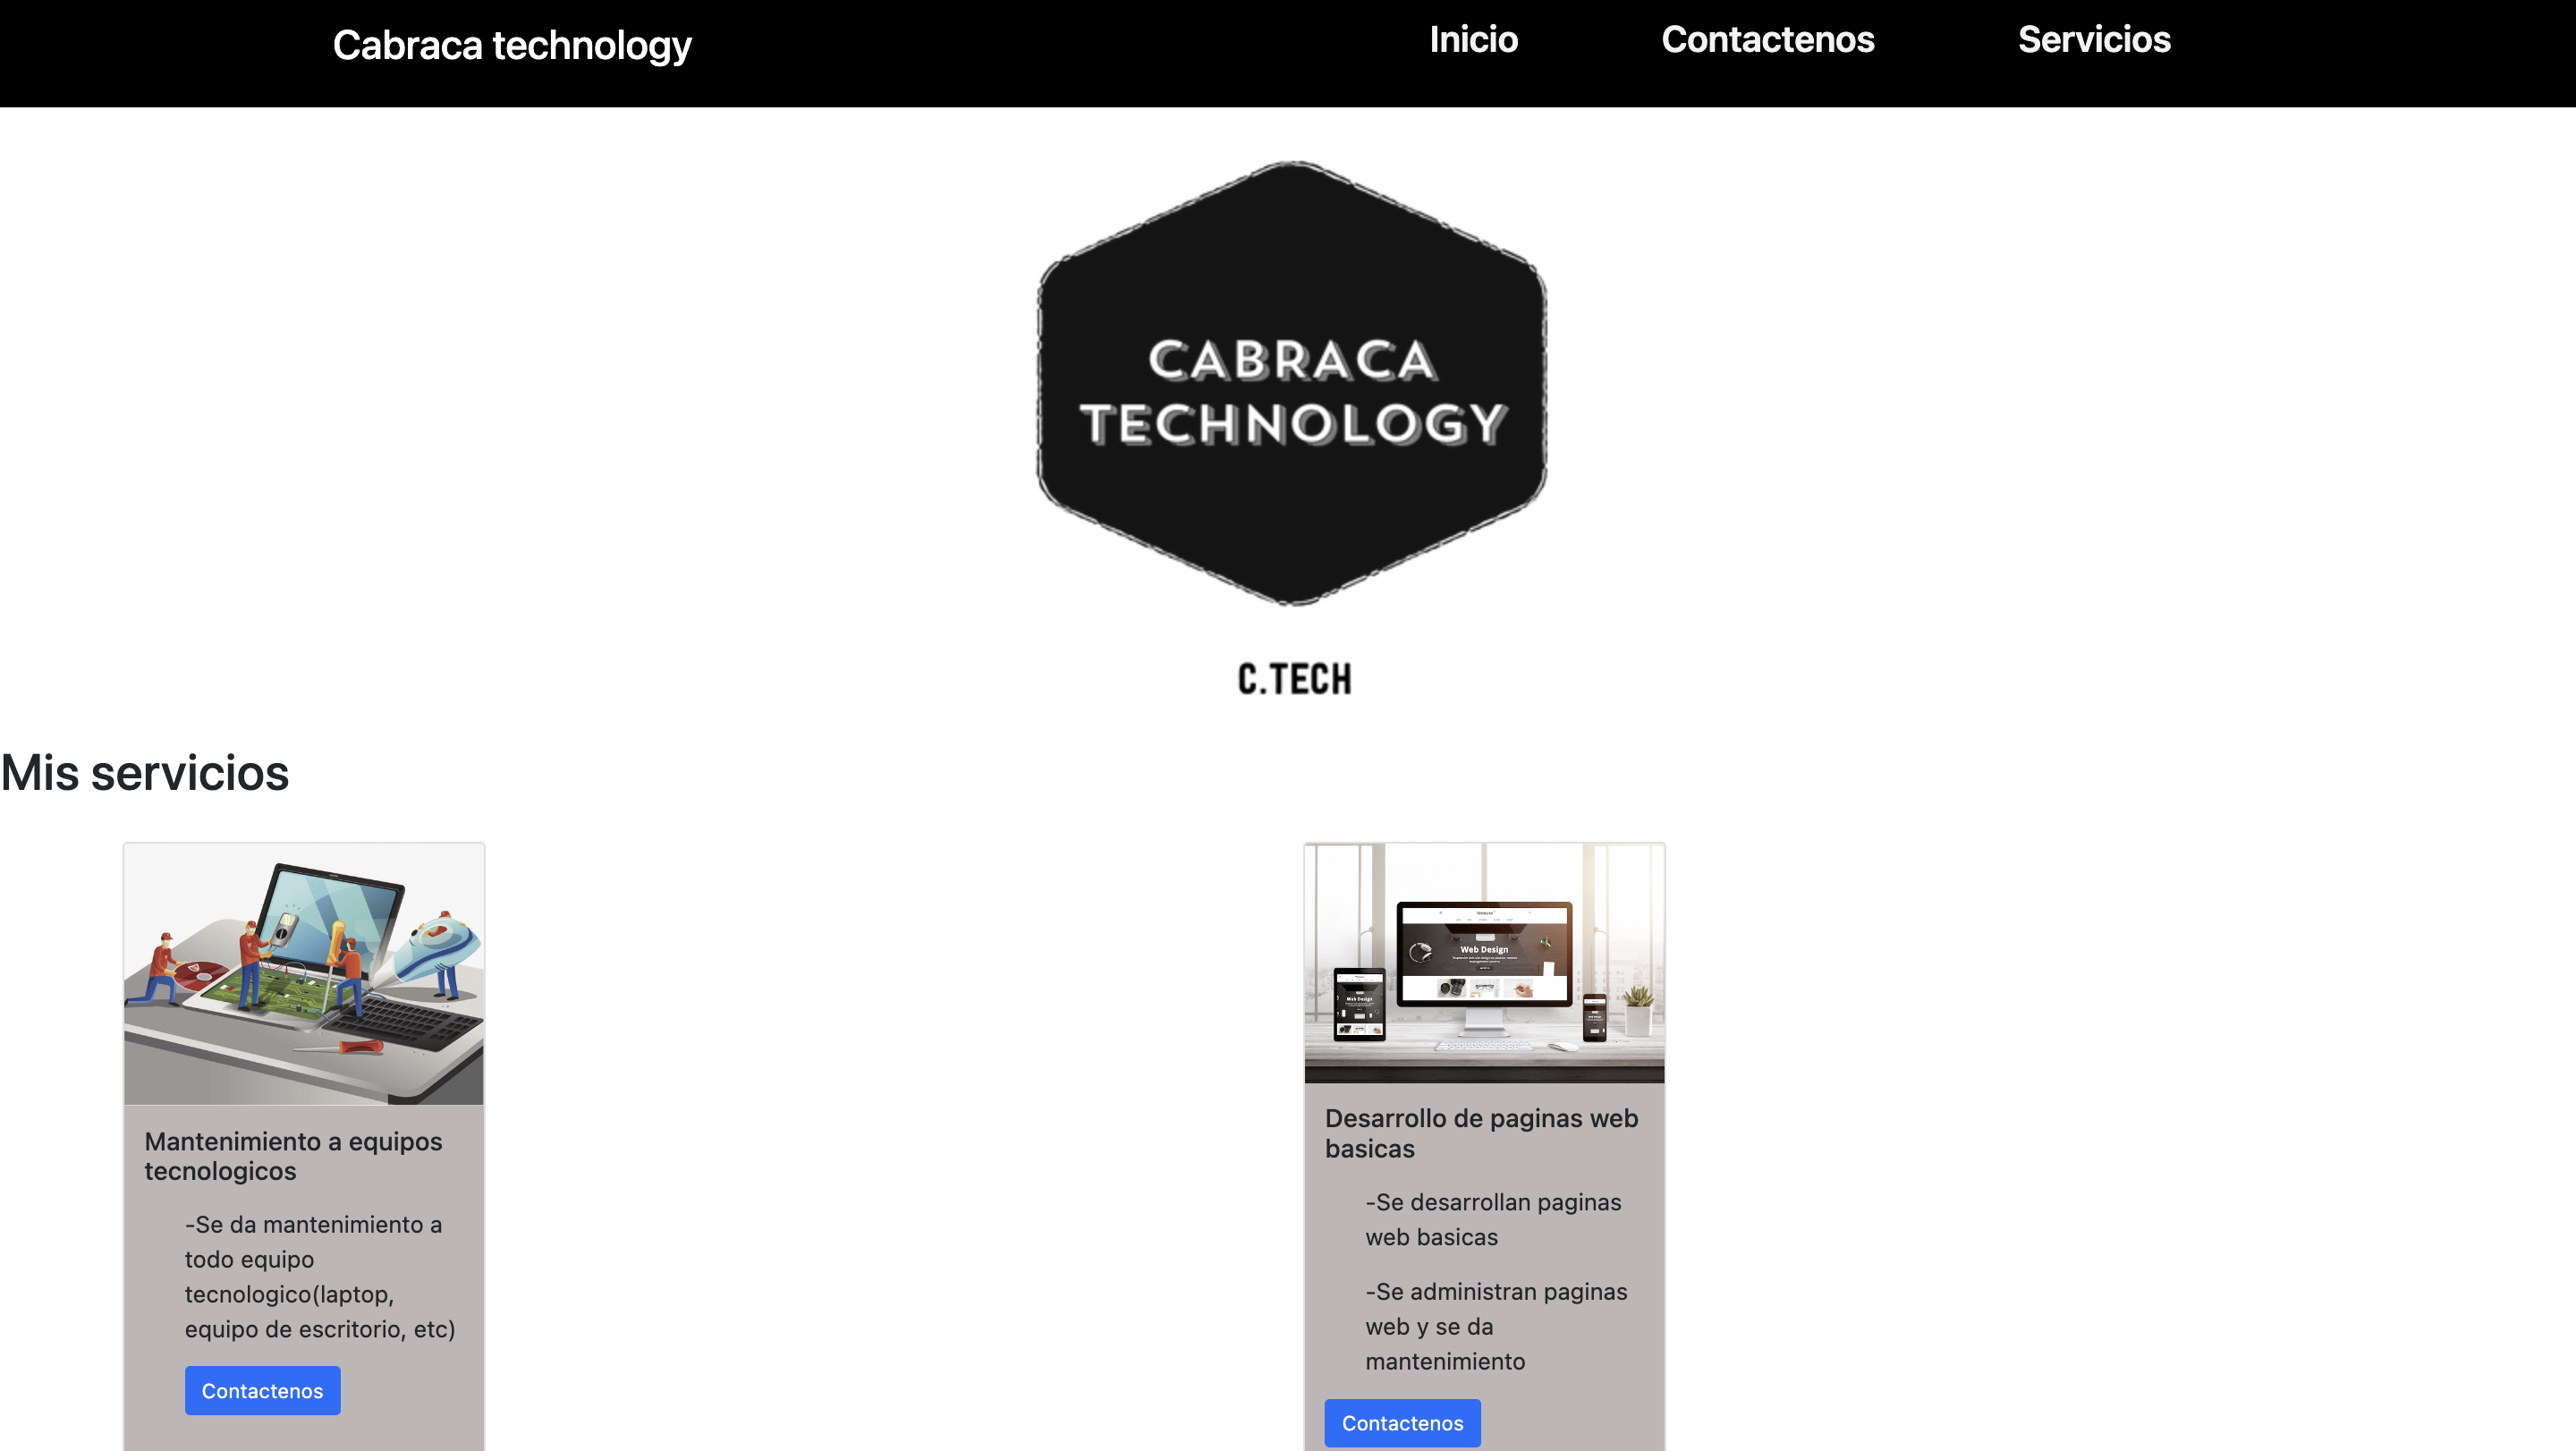 Cabraca technology
Inicio
Contactenos
Servicios
CABRACA
TECHNOLOGY
C.TECH
Mis servicios
Mantenimiento a equipos
tecnologicos
-Se da mantenimiento a
todo equipo
tecnologico(laptop,
equipo de escritorio, etc)
Contactenos
Web Design
Web Design
Desarrollo de paginas web
basicas
-Se desarrollan paginas
web basicas
-Se administran paginas
web y se da
mantenimiento
Contactenos